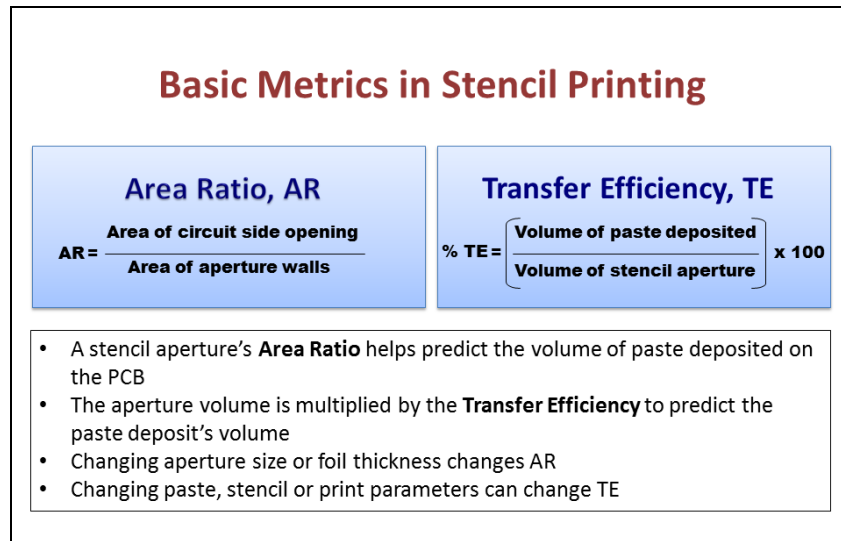 Basic Metrics in Stencil Printing
Area Ratio, AR
AR = Area of circuit side opening
Area of aperture walls
Transfer Efficiency, TE
% TE = Volume of paste deposited x 100
Volume of stencil aperture
• A stencil aperture's Area Ratio helps predict the volume of paste deposited on
the PCB
• The aperture volume is multiplied by the Transfer Efficiency to predict the
paste deposit's volume
• Changing aperture size or foil thickness changes AR
• Changing paste, stencil or print parameters can change TE